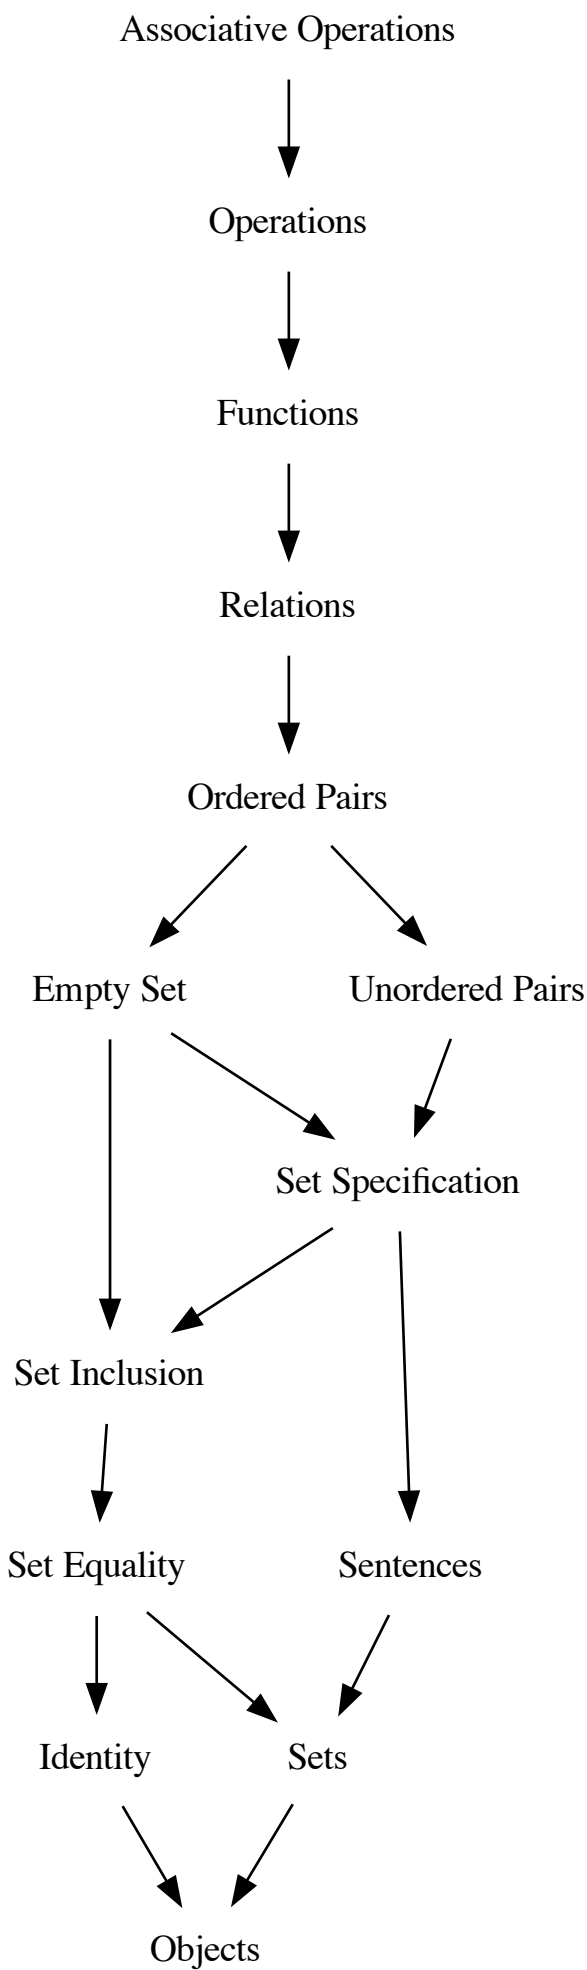 Associative Operations
Operations
Functions
Relations
Ordered Pairs
Empty Set
Unordered Pairs
Set Specification
Set Inclusion
Set Equality
Sentences
Identity
Sets
Objects